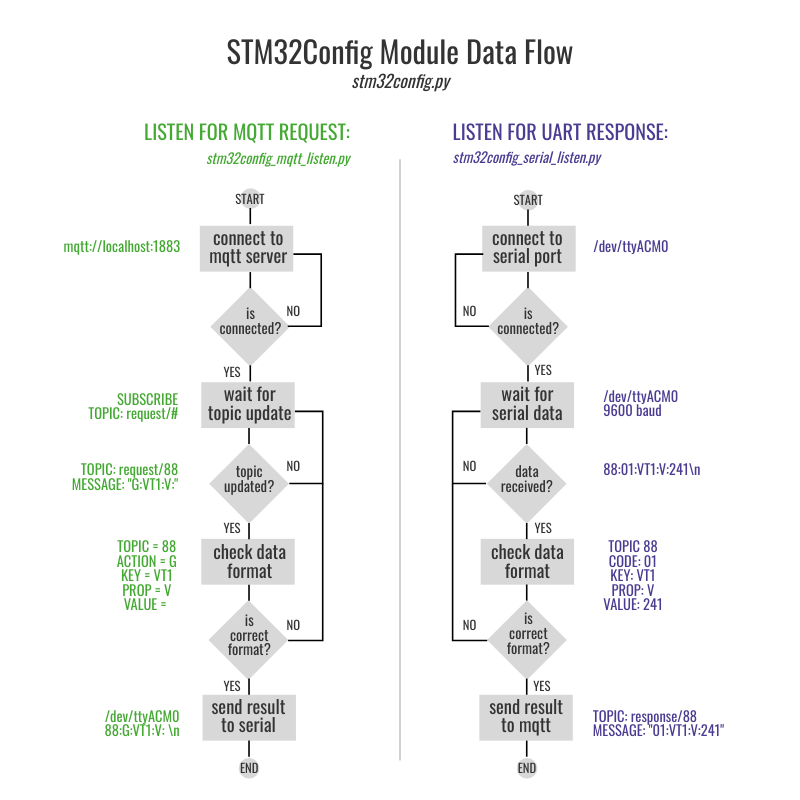 STM32Config Module Data Flow
stm32config.py
LISTEN FOR MQTT REQUEST:
stm32config_mqtt_listen.py
START
mqtt://localhost:1883
connect to
mqtt server
is
connected?
NO
YES
SUBSCRIBE
TOPIC: request/#
wait for
topic update
TOPIC: request/88
MESSAGE: "G:VT1:V:"
topic
updated?
NO
YES
TOPIC = 88
ACTION = G
KEY = VT1
PROP = V
VALUE =
check data
format
is
correct
format?
NO
YES
/dev/ttyACM0
88:G:VT1:V: \n
send result
to serial
END
LISTEN FOR UART RESPONSE:
stm32config_serial_listen.py
START
connect to
serial port
/dev/ttyACM0
NO
is
connected?
YES
wait for
serial data
/dev/ttyACM0
9600 baud
NO
data
received?
88:01:VT1:V:241\n
YES
check data
format
TOPIC 88
CODE: 01
KEY: VT1
PROP: V
VALUE: 241
NO
is
correct
format?
YES
send result
to mqtt
TOPIC: response/88
MESSAGE: "01:VT1:V:241"
END